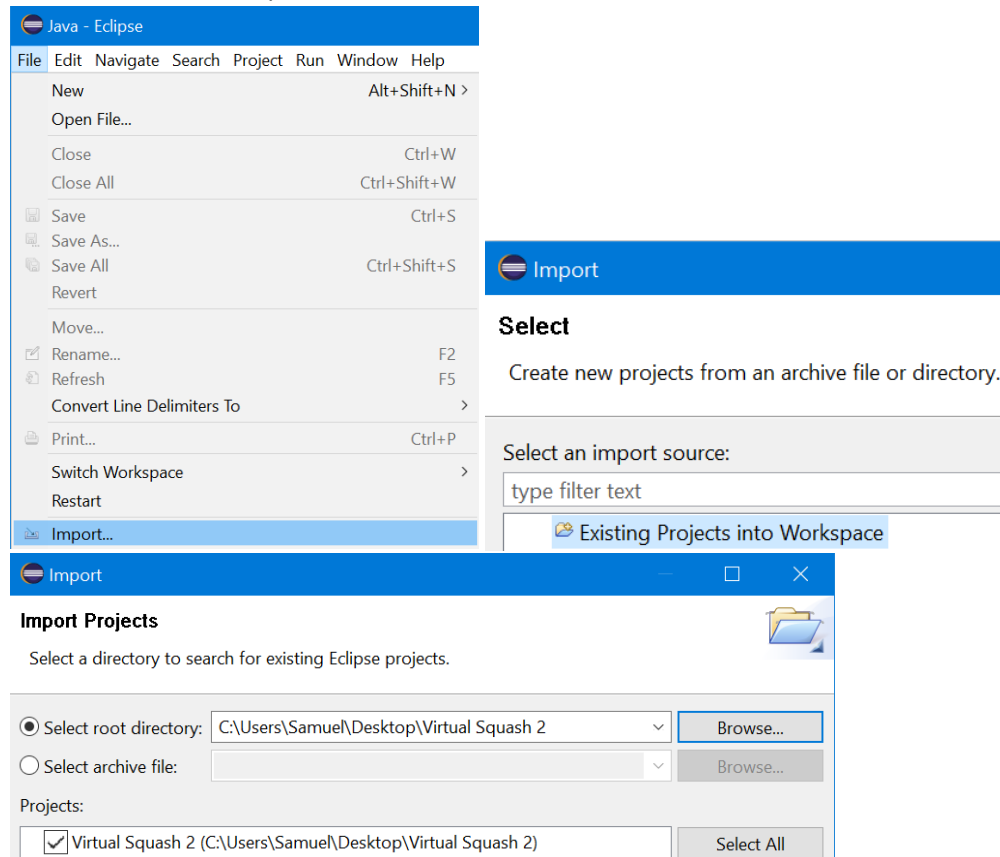 Java - Eclipse
File Edit Navigate Search Project Run Window Help
New Alt+Shift+N >
Open File...
Close Ctrl+W
Close All Ctrl+Shift+W
Save Ctrl+S
Save As...
Save All Ctrl+Shift+S
Revert
Move...
Rename... F2
Refresh F5
Convert Line Delimiters To >
Print... Ctrl+P
Switch Workspace >
Restart
Import...
Import
Select
Create new projects from an archive file or directory.
Select an import source:
type filter text
Existing Projects into Workspace
Import
Import Projects
Select a directory to search for existing Eclipse projects.
Select root directory: C:\Users\Samuel\Desktop\Virtual Squash 2 Browse...
Select archive file: Browse...
Projects:
Virtual Squash 2 (C:\Users\Samuel\Desktop\Virtual Squash 2) Select All